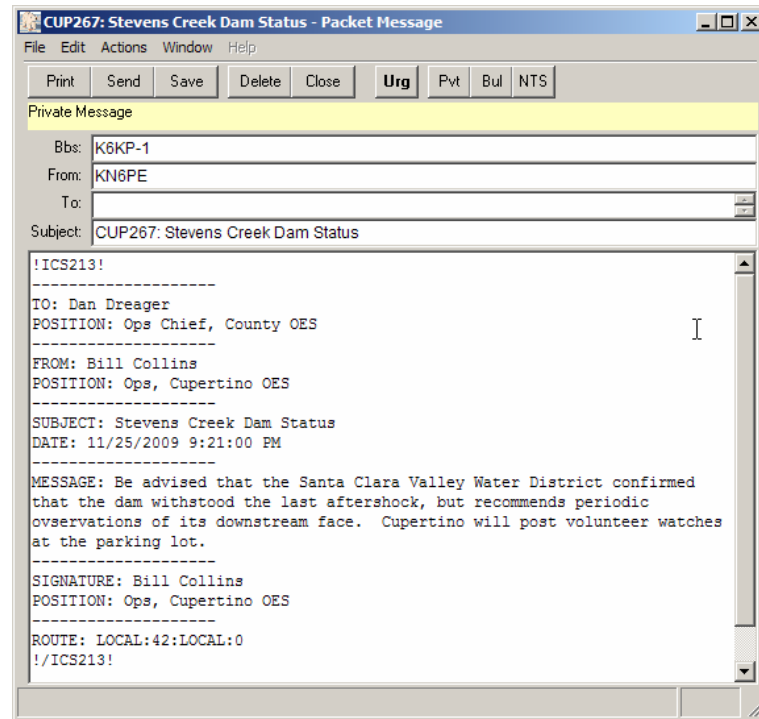 CUP267: Stevens Creek Dam Status - Packet Message
File Edit Actions Window Help
Print Send Save Delete Close Urg Pvt Bul NTS
Private Message
Bbs: K6KP-1
From: KN6PE
To:
Subject: CUP267: Stevens Creek Dam Status
!ICS213!
--------------------
TO: Dan Dreager
POSITION: Ops Chief, County OES
--------------------
FROM: Bill Collins
POSITION: Ops, Cupertino OES
--------------------
SUBJECT: Stevens Creek Dam Status
DATE: 11/25/2009 9:21:00 PM
--------------------
MESSAGE: Be advised that the Santa Clara Valley Water District confirmed
that the dam withstood the last aftershock, but recommends periodic
ovservations of its downstream face.  Cupertino will post volunteer watches
at the parking lot.
--------------------
SIGNATURE: Bill Collins
POSITION: Ops, Cupertino OES
--------------------
ROUTE: LOCAL:42:LOCAL:0
!/ICS213!